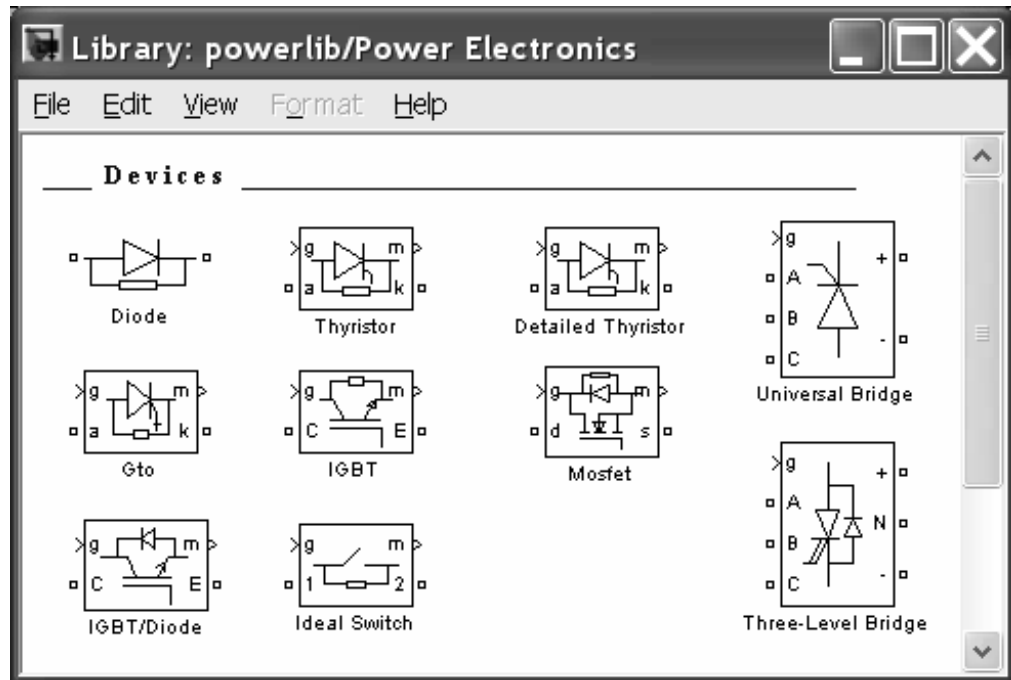 Library: powerlib/Power Electronics
File Edit View Format Help
Devices
Diode
g m
a k
Thyristor
g m
a k
Detailed Thyristor
g
A +
B
C -
Universal Bridge
g m
a k
Gto
g m
C E
IGBT
g m
d s
Mosfet
g m
C E
IGBT/Diode
g m
1 2
Ideal Switch
g +
A
B N
C -
Three-Level Bridge